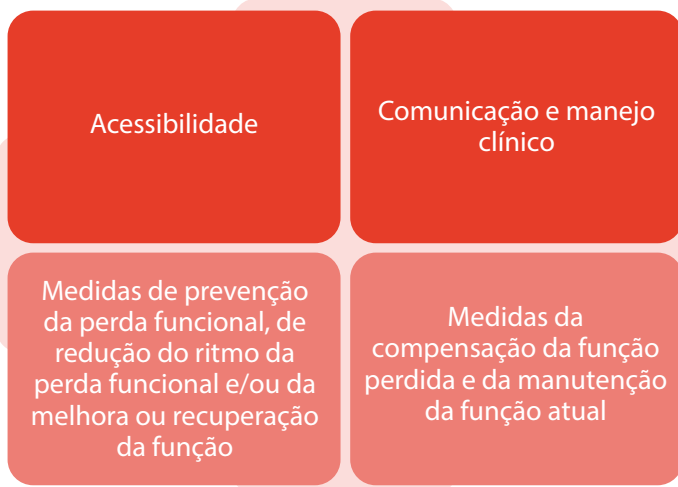 Acessibilidade
Comunicação e manejo
clínico
Medidas de prevenção
da perda funcional, de
redução do ritmo da
perda funcional e/ou da
melhora ou recuperação
da função
Medidas da
compensação da função
perdida e da manutenção
da função atual